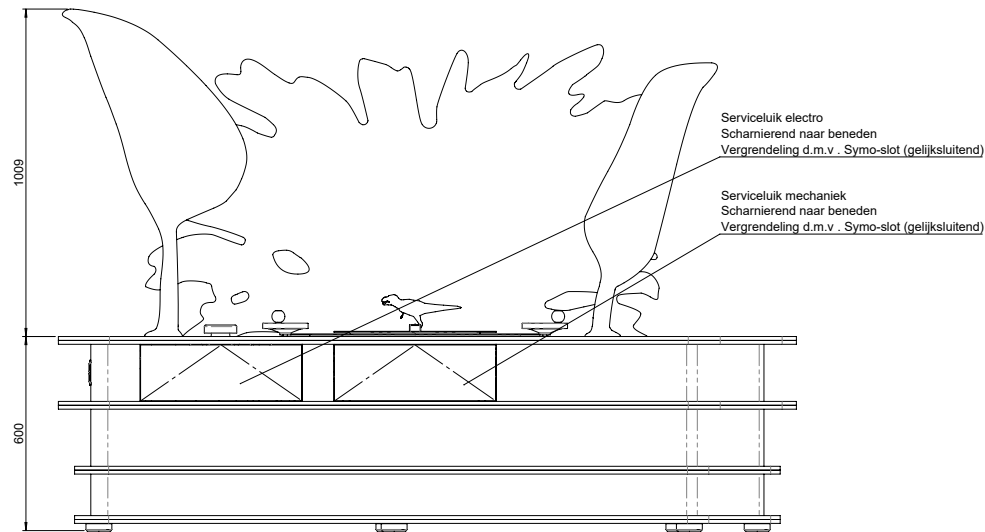 1009
Serviceluik electro
Scharnierend naar beneden
Vergrendeling d.m.v . Symo-slot (gelijksluitend)
Serviceluik mechaniek
Scharnierend naar beneden
Vergrendeling d.m.v . Symo-slot (gelijksluitend)
600